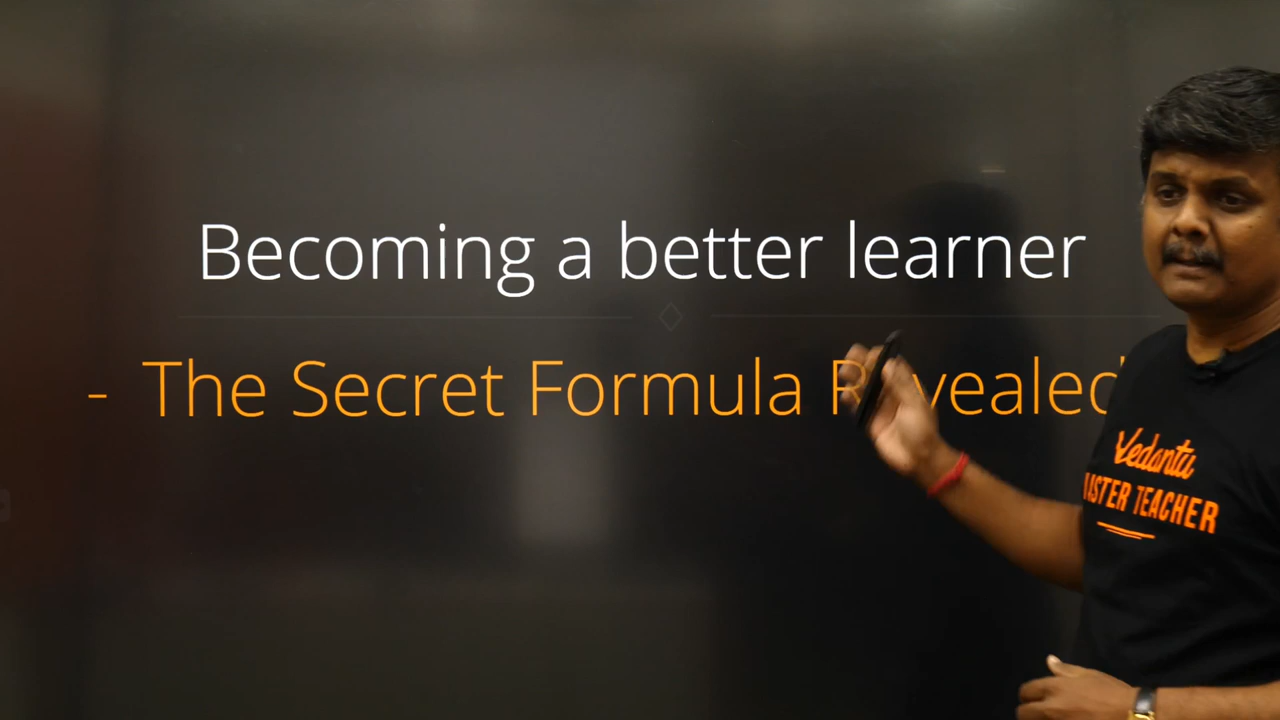 Becoming a better learner
- The Secret Formula Revealed
Vedantu
MASTER TEACHER